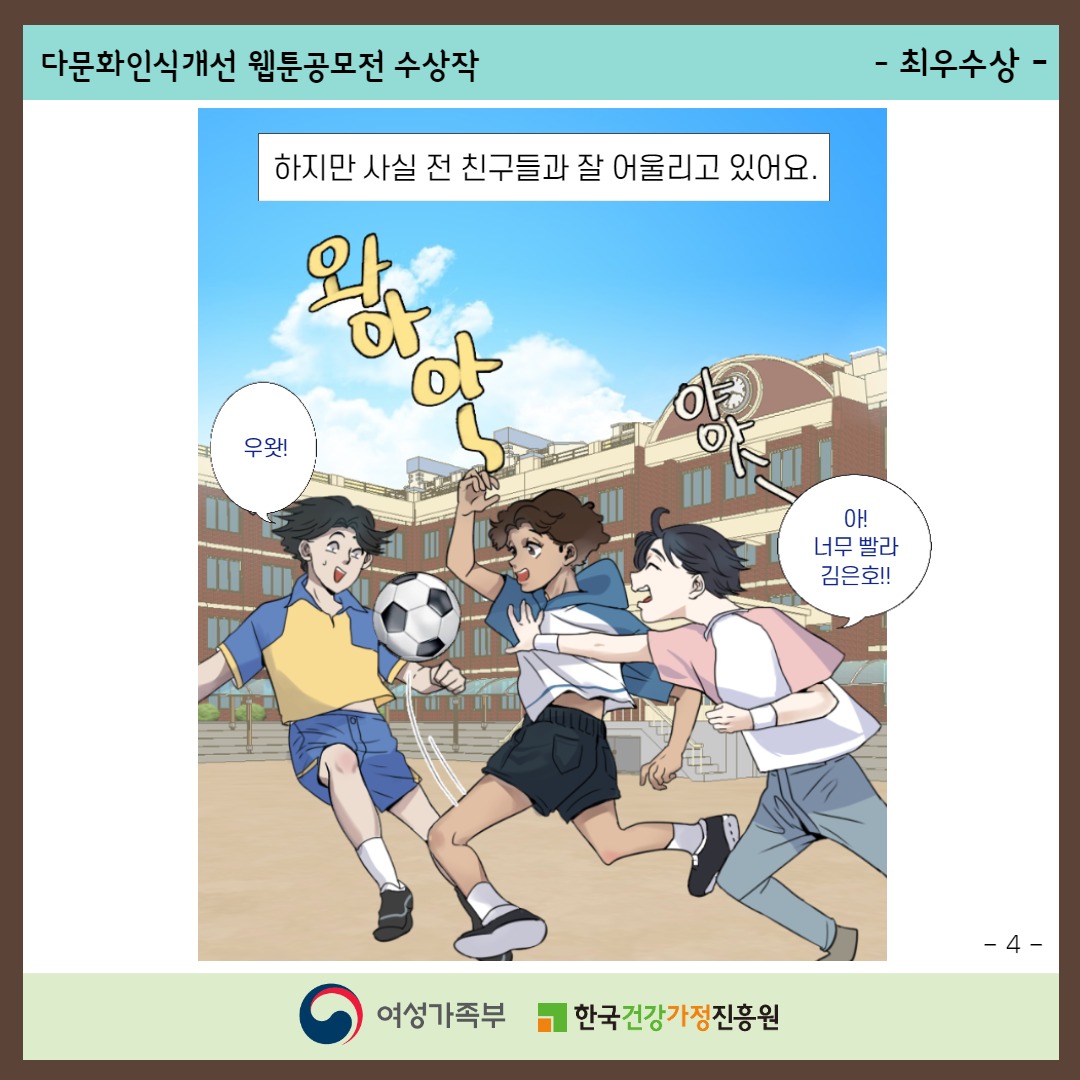 다문화인식개선 웹툰공모전 수상작
- 최우수상 -
하지만 사실 전 친구들과 잘 어울리고 있어요.
와아악
우왓!
야앗
아!
너무 빨라
김은호!!
- 4 -
여성가족부
한국건강가정진흥원